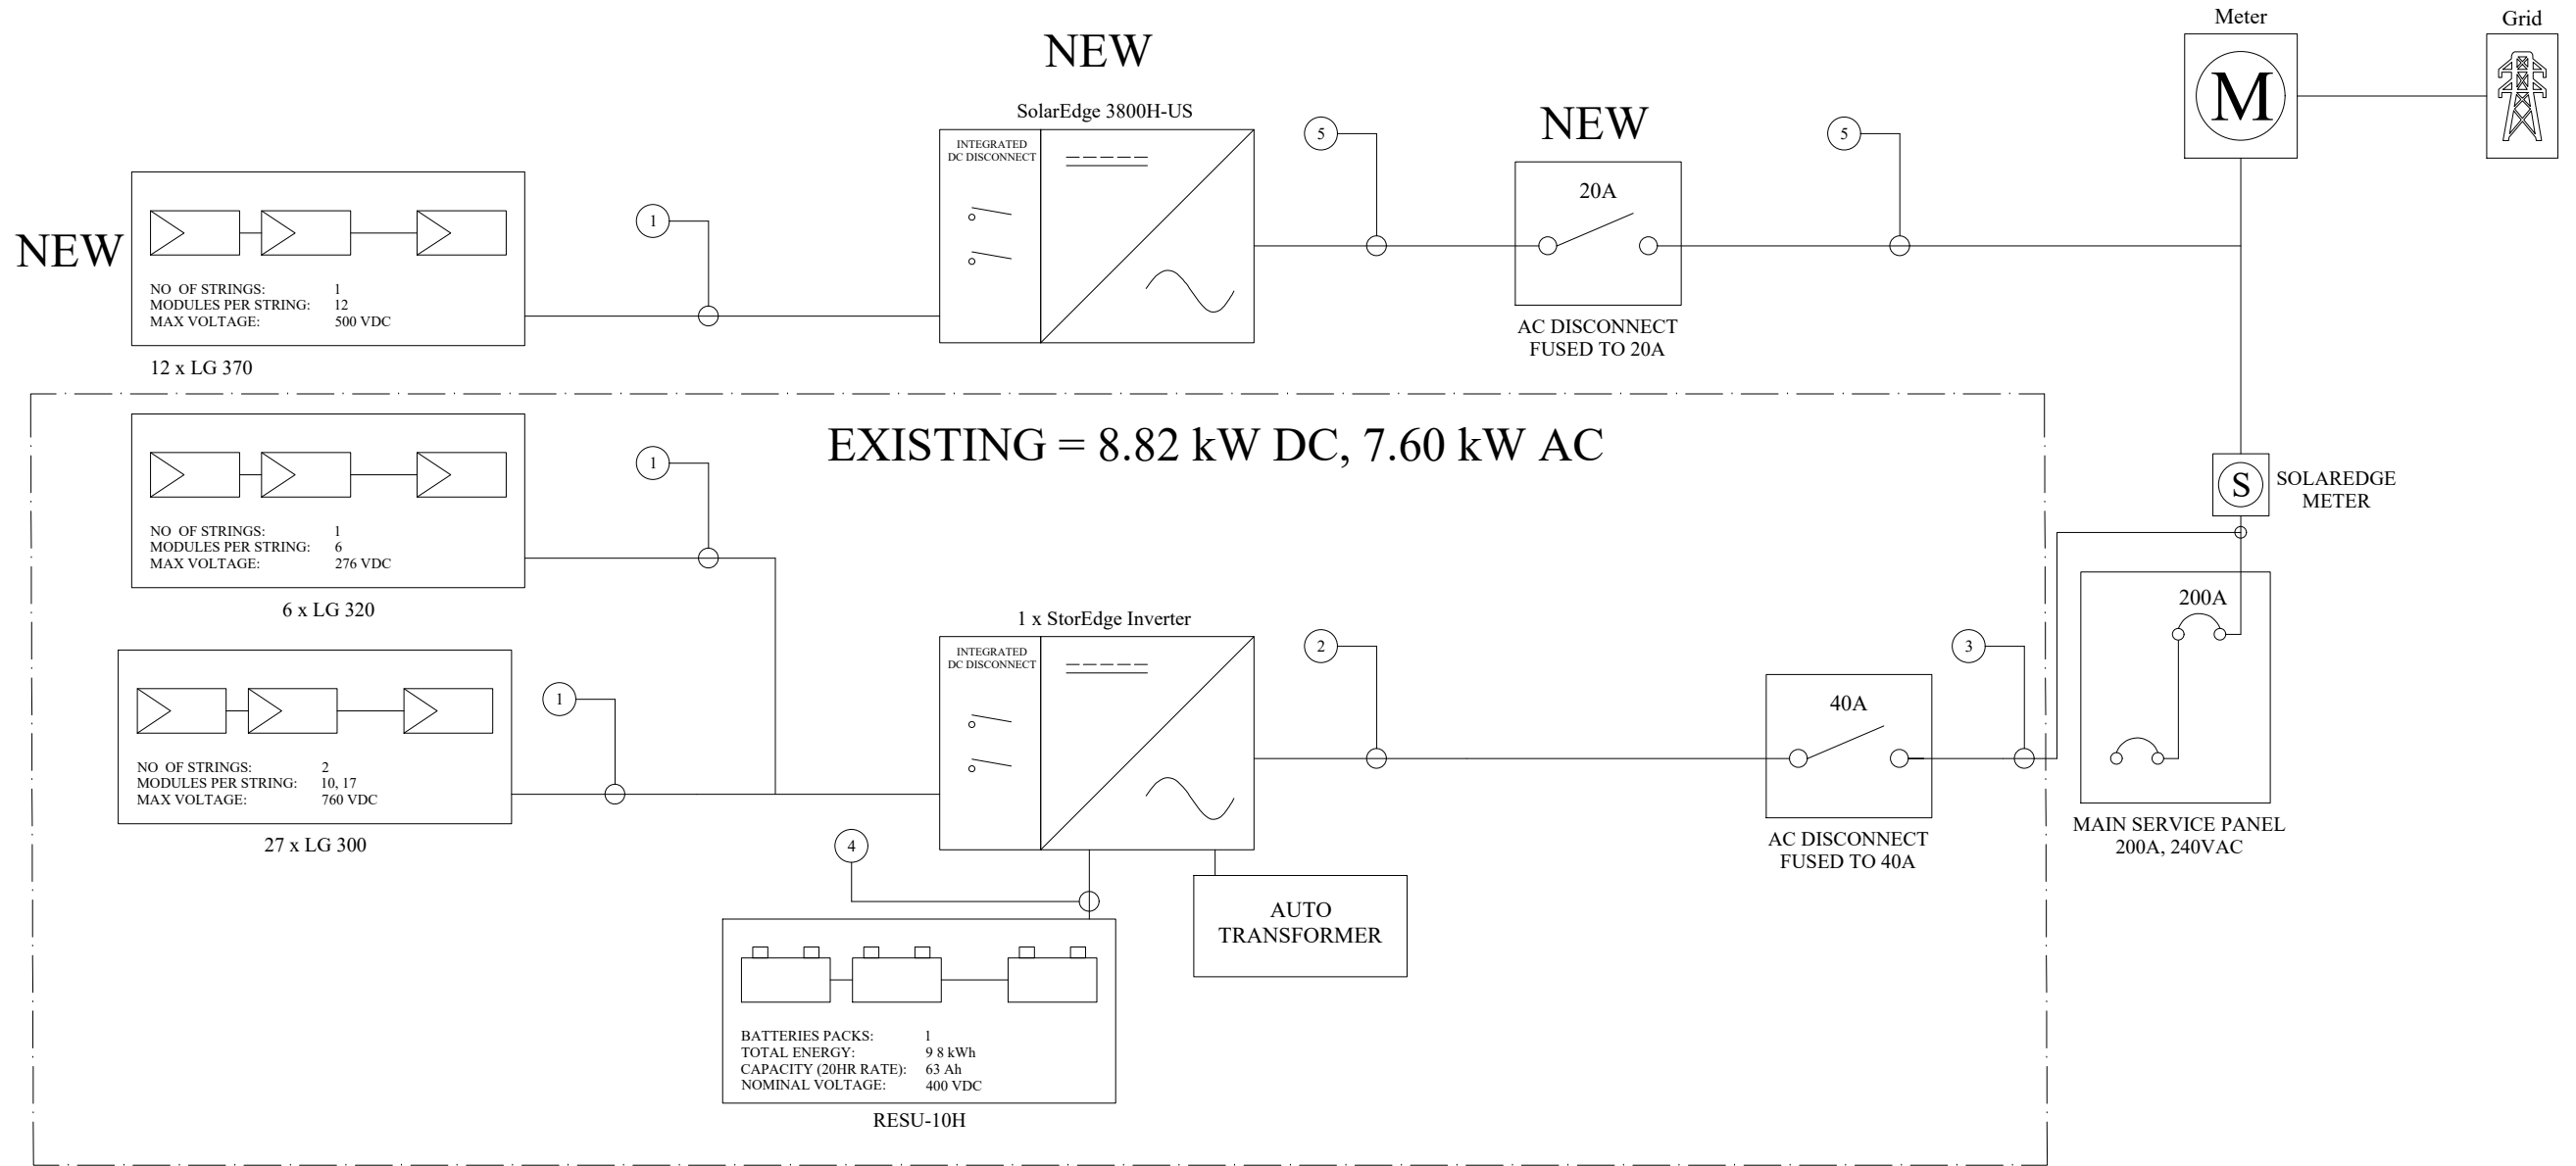 Meter
Grid
NEW
SolarEdge 3800H-US
NEW
M
INTEGRATED
DC DISCONNECT
5
5
20A
1
NEW
NO OF STRINGS: 1
MODULES PER STRING: 12
MAX VOLTAGE: 500 VDC
AC DISCONNECT
FUSED TO 20A
12 x LG 370
EXISTING = 8.82 kW DC, 7.60 kW AC
1
S
SOLAREDGE
METER
NO OF STRINGS: 1
MODULES PER STRING: 6
MAX VOLTAGE: 276 VDC
6 x LG 320
200A
1 x StorEdge Inverter
INTEGRATED
DC DISCONNECT
2
3
1
40A
NO OF STRINGS: 2
MODULES PER STRING: 10, 17
MAX VOLTAGE: 760 VDC
27 x LG 300
4
AC DISCONNECT
FUSED TO 40A
MAIN SERVICE PANEL
200A, 240VAC
AUTO
TRANSFORMER
BATTERIES PACKS: 1
TOTAL ENERGY: 9 8 kWh
CAPACITY (20HR RATE): 63 Ah
NOMINAL VOLTAGE: 400 VDC
RESU-10H